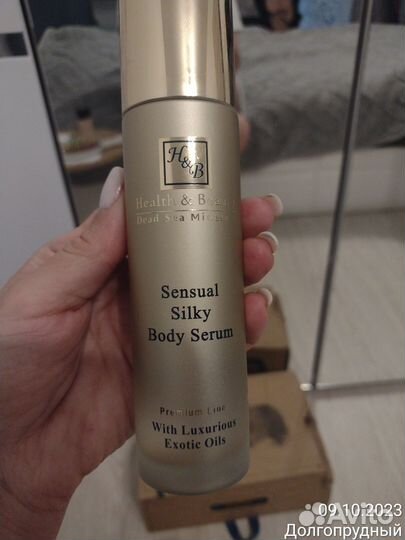 H&B
Health & Beauty
Dead Sea Minerals
Sensual
Silky
Body Serum
Premium Line
With Luxurious
Exotic Oils
09.10.2023
Avito
Долгопрудный